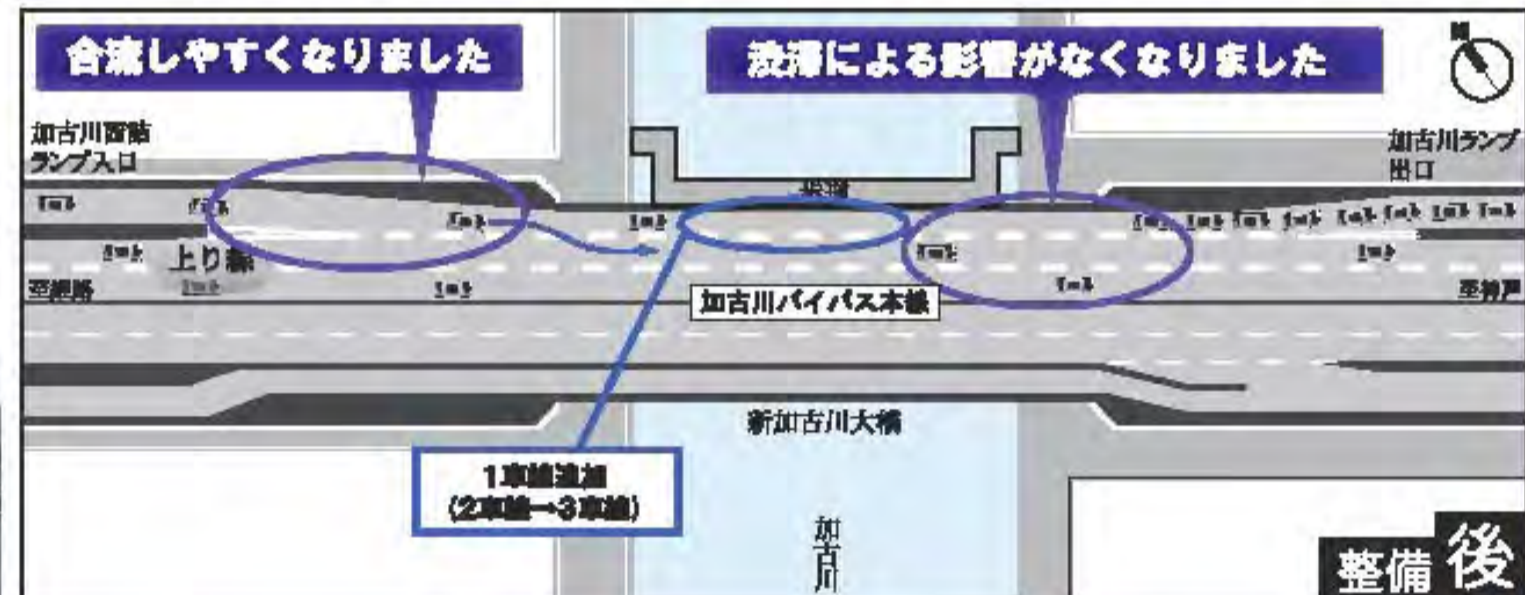 合流しやすくなりました
渋滞による影響がなくなりました
N
加古川西詰
ランプ入口
加古川ランプ
出口
歩道
上り線
至姫路
加古川バイパス本線
至神戸
新加古川大橋
1車線追加
(2車線→3車線)
加古川
整備後